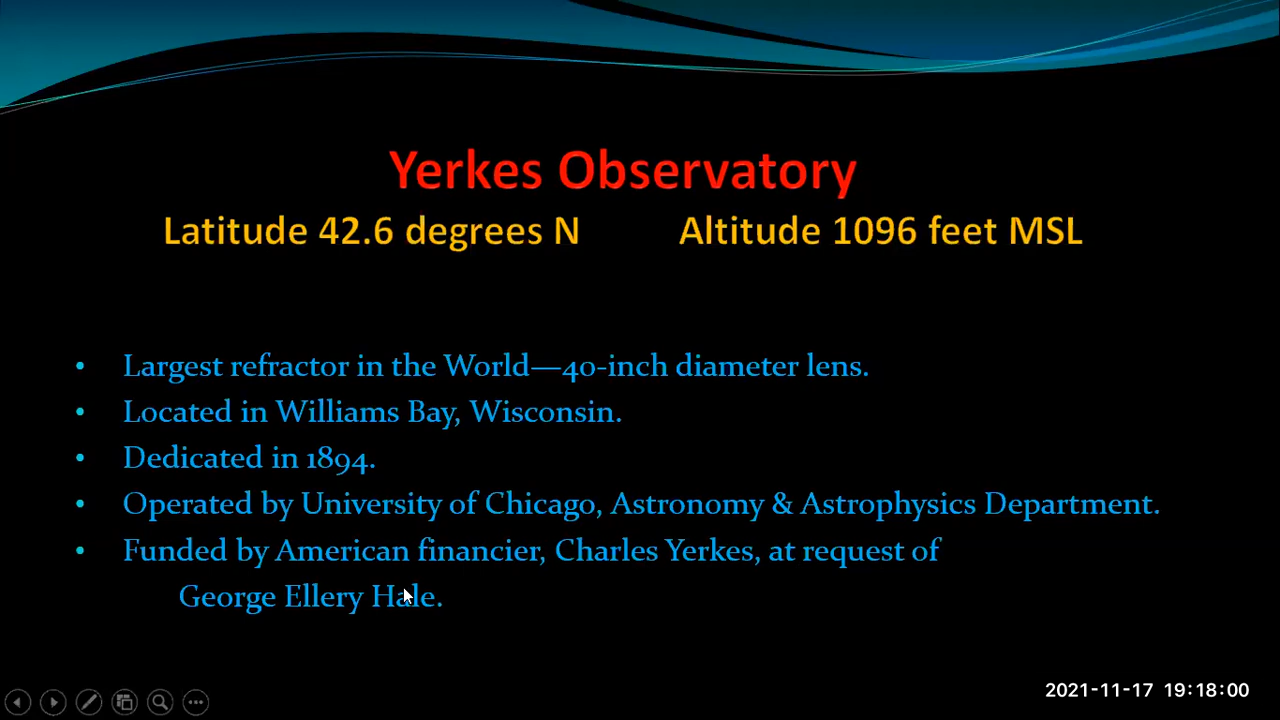 Yerkes Observatory
Latitude 42.6 degrees N Altitude 1096 feet MSL
• Largest refractor in the World—40-inch diameter lens.
• Located in Williams Bay, Wisconsin.
• Dedicated in 1894.
• Operated by University of Chicago, Astronomy & Astrophysics Department.
• Funded by American financier, Charles Yerkes, at request of
George Ellery Hale.
2021-11-17 19:18:00